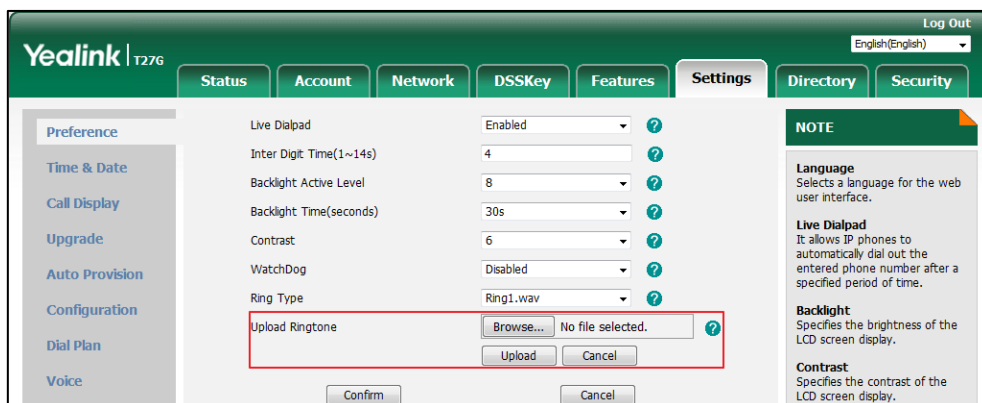 Log Out
English(English)
Yealink | T27G
Status Account Network DSSKey Features Settings Directory Security
Preference
Time & Date
Call Display
Upgrade
Auto Provision
Configuration
Dial Plan
Voice
Live Dialpad Enabled ?
Inter Digit Time(1~14s) 4 ?
Backlight Active Level 8 ?
Backlight Time(seconds) 30s ?
Contrast 6 ?
WatchDog Disabled ?
Ring Type Ring1.wav ?
Upload Ringtone Browse... No file selected. ?
Upload Cancel
Confirm Cancel
NOTE
Language
Selects a language for the web
user interface.
Live Dialpad
It allows IP phones to
automatically dial out the
entered phone number after a
specified period of time.
Backlight
Specifies the brightness of the
LCD screen display.
Contrast
Specifies the contrast of the
LCD screen display.